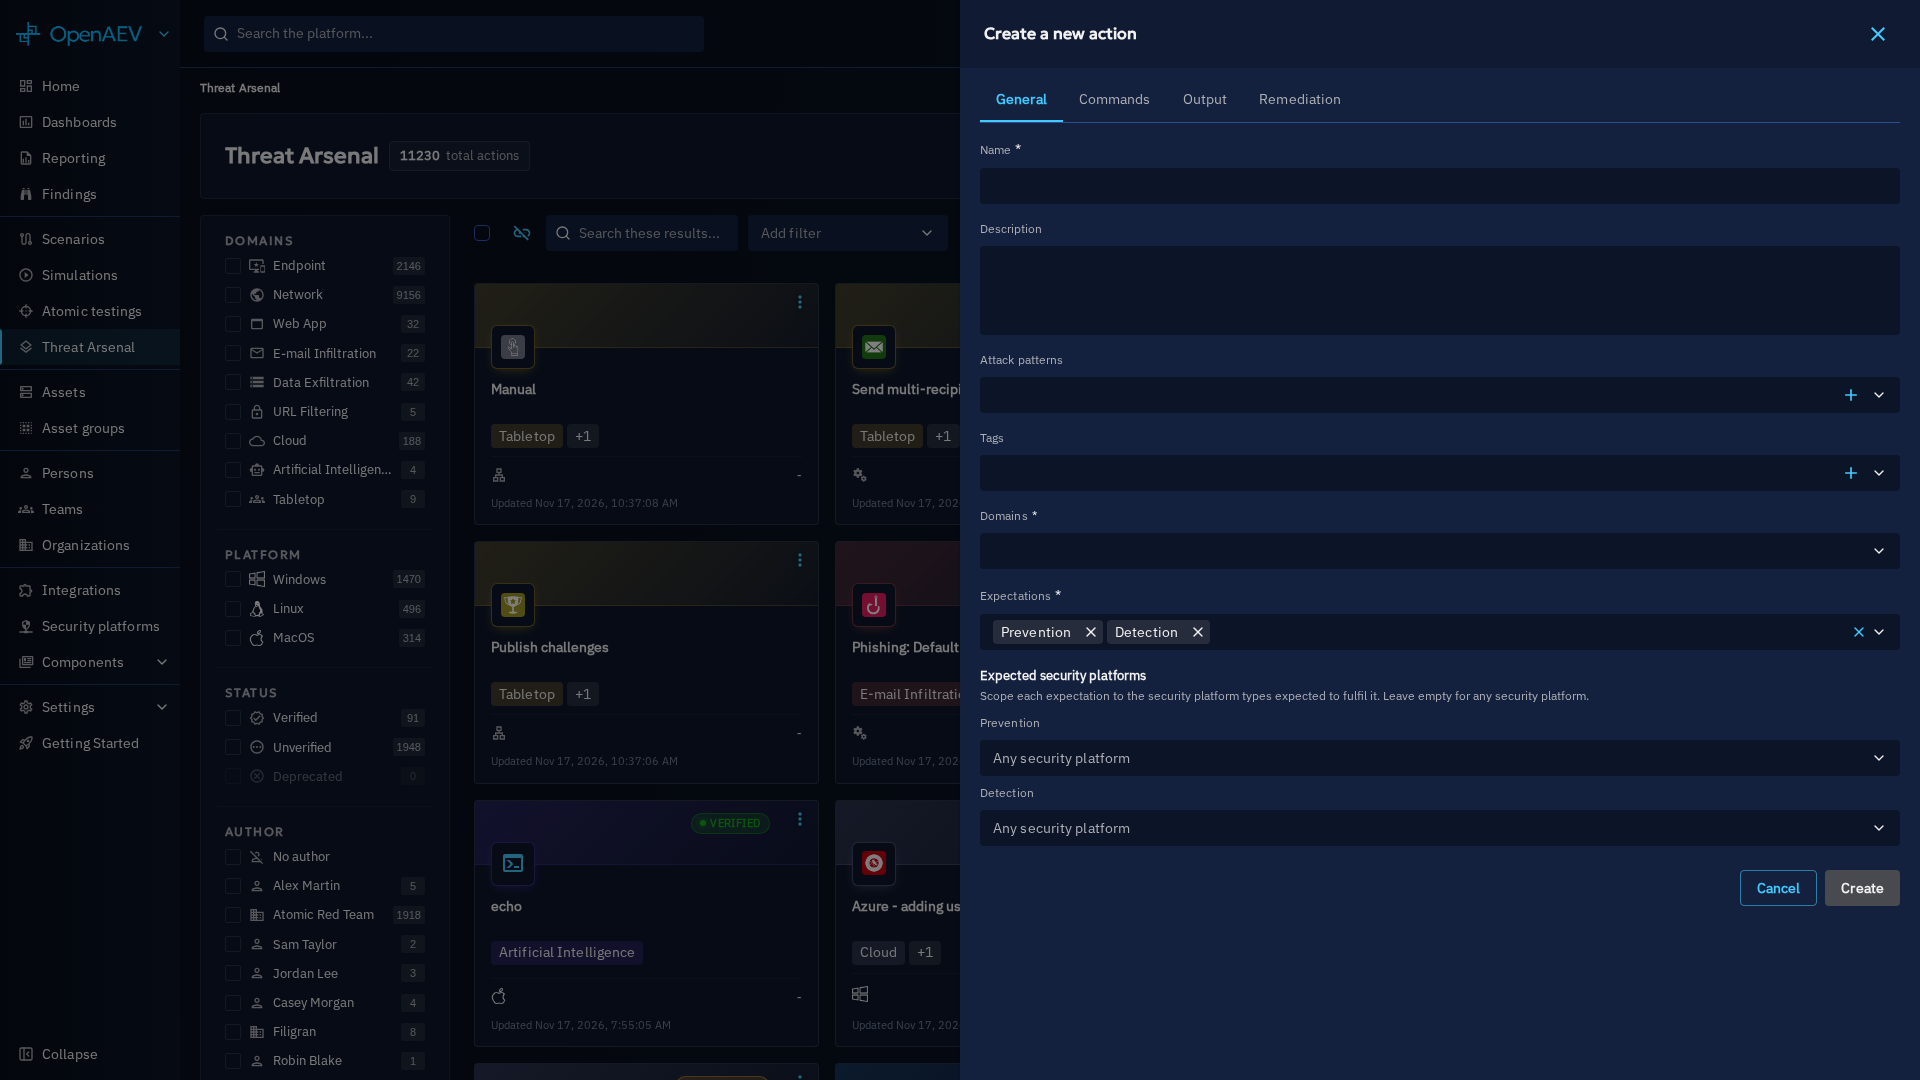 OpenAEV
Search the platform...
Home
Dashboards
Reporting
Findings
Scenarios
Simulations
Atomic testings
Threat Arsenal
Assets
Asset groups
Persons
Teams
Organizations
Integrations
Security platforms
Components
Settings
Getting Started
Collapse
Threat Arsenal
Threat Arsenal
11230 total actions
DOMAINS
Endpoint 2146
Network 9156
Web App 32
E-mail Infiltration 22
Data Exfiltration 42
URL Filtering 5
Cloud 188
Artificial Intelligen... 4
Tabletop 9
PLATFORM
Windows 1470
Linux 496
MacOS 314
STATUS
Verified 91
Unverified 1948
Deprecated 0
AUTHOR
No author
Alex Martin 5
Atomic Red Team 1918
Sam Taylor 2
Jordan Lee 3
Casey Morgan 4
Filigran 8
Robin Blake 1
Search these results...
Add filter
Manual
Tabletop +1
-
Updated Nov 17, 2026, 10:37:08 AM
Send multi-recipi
Tabletop +1
Updated Nov 17, 202
Publish challenges
Tabletop +1
-
Updated Nov 17, 2026, 10:37:06 AM
Phishing: Default
E-mail Infiltratio
Updated Nov 17, 202
VERIFIED
echo
Artificial Intelligence
-
Updated Nov 17, 2026, 7:55:05 AM
Azure - adding us
Cloud +1
Updated Nov 17, 202
Create a new action
General
Commands
Output
Remediation
Name *
Description
Attack patterns
Tags
Domains *
Expectations *
Prevention
Detection
Expected security platforms
Scope each expectation to the security platform types expected to fulfil it. Leave empty for any security platform.
Prevention
Any security platform
Detection
Any security platform
Cancel
Create